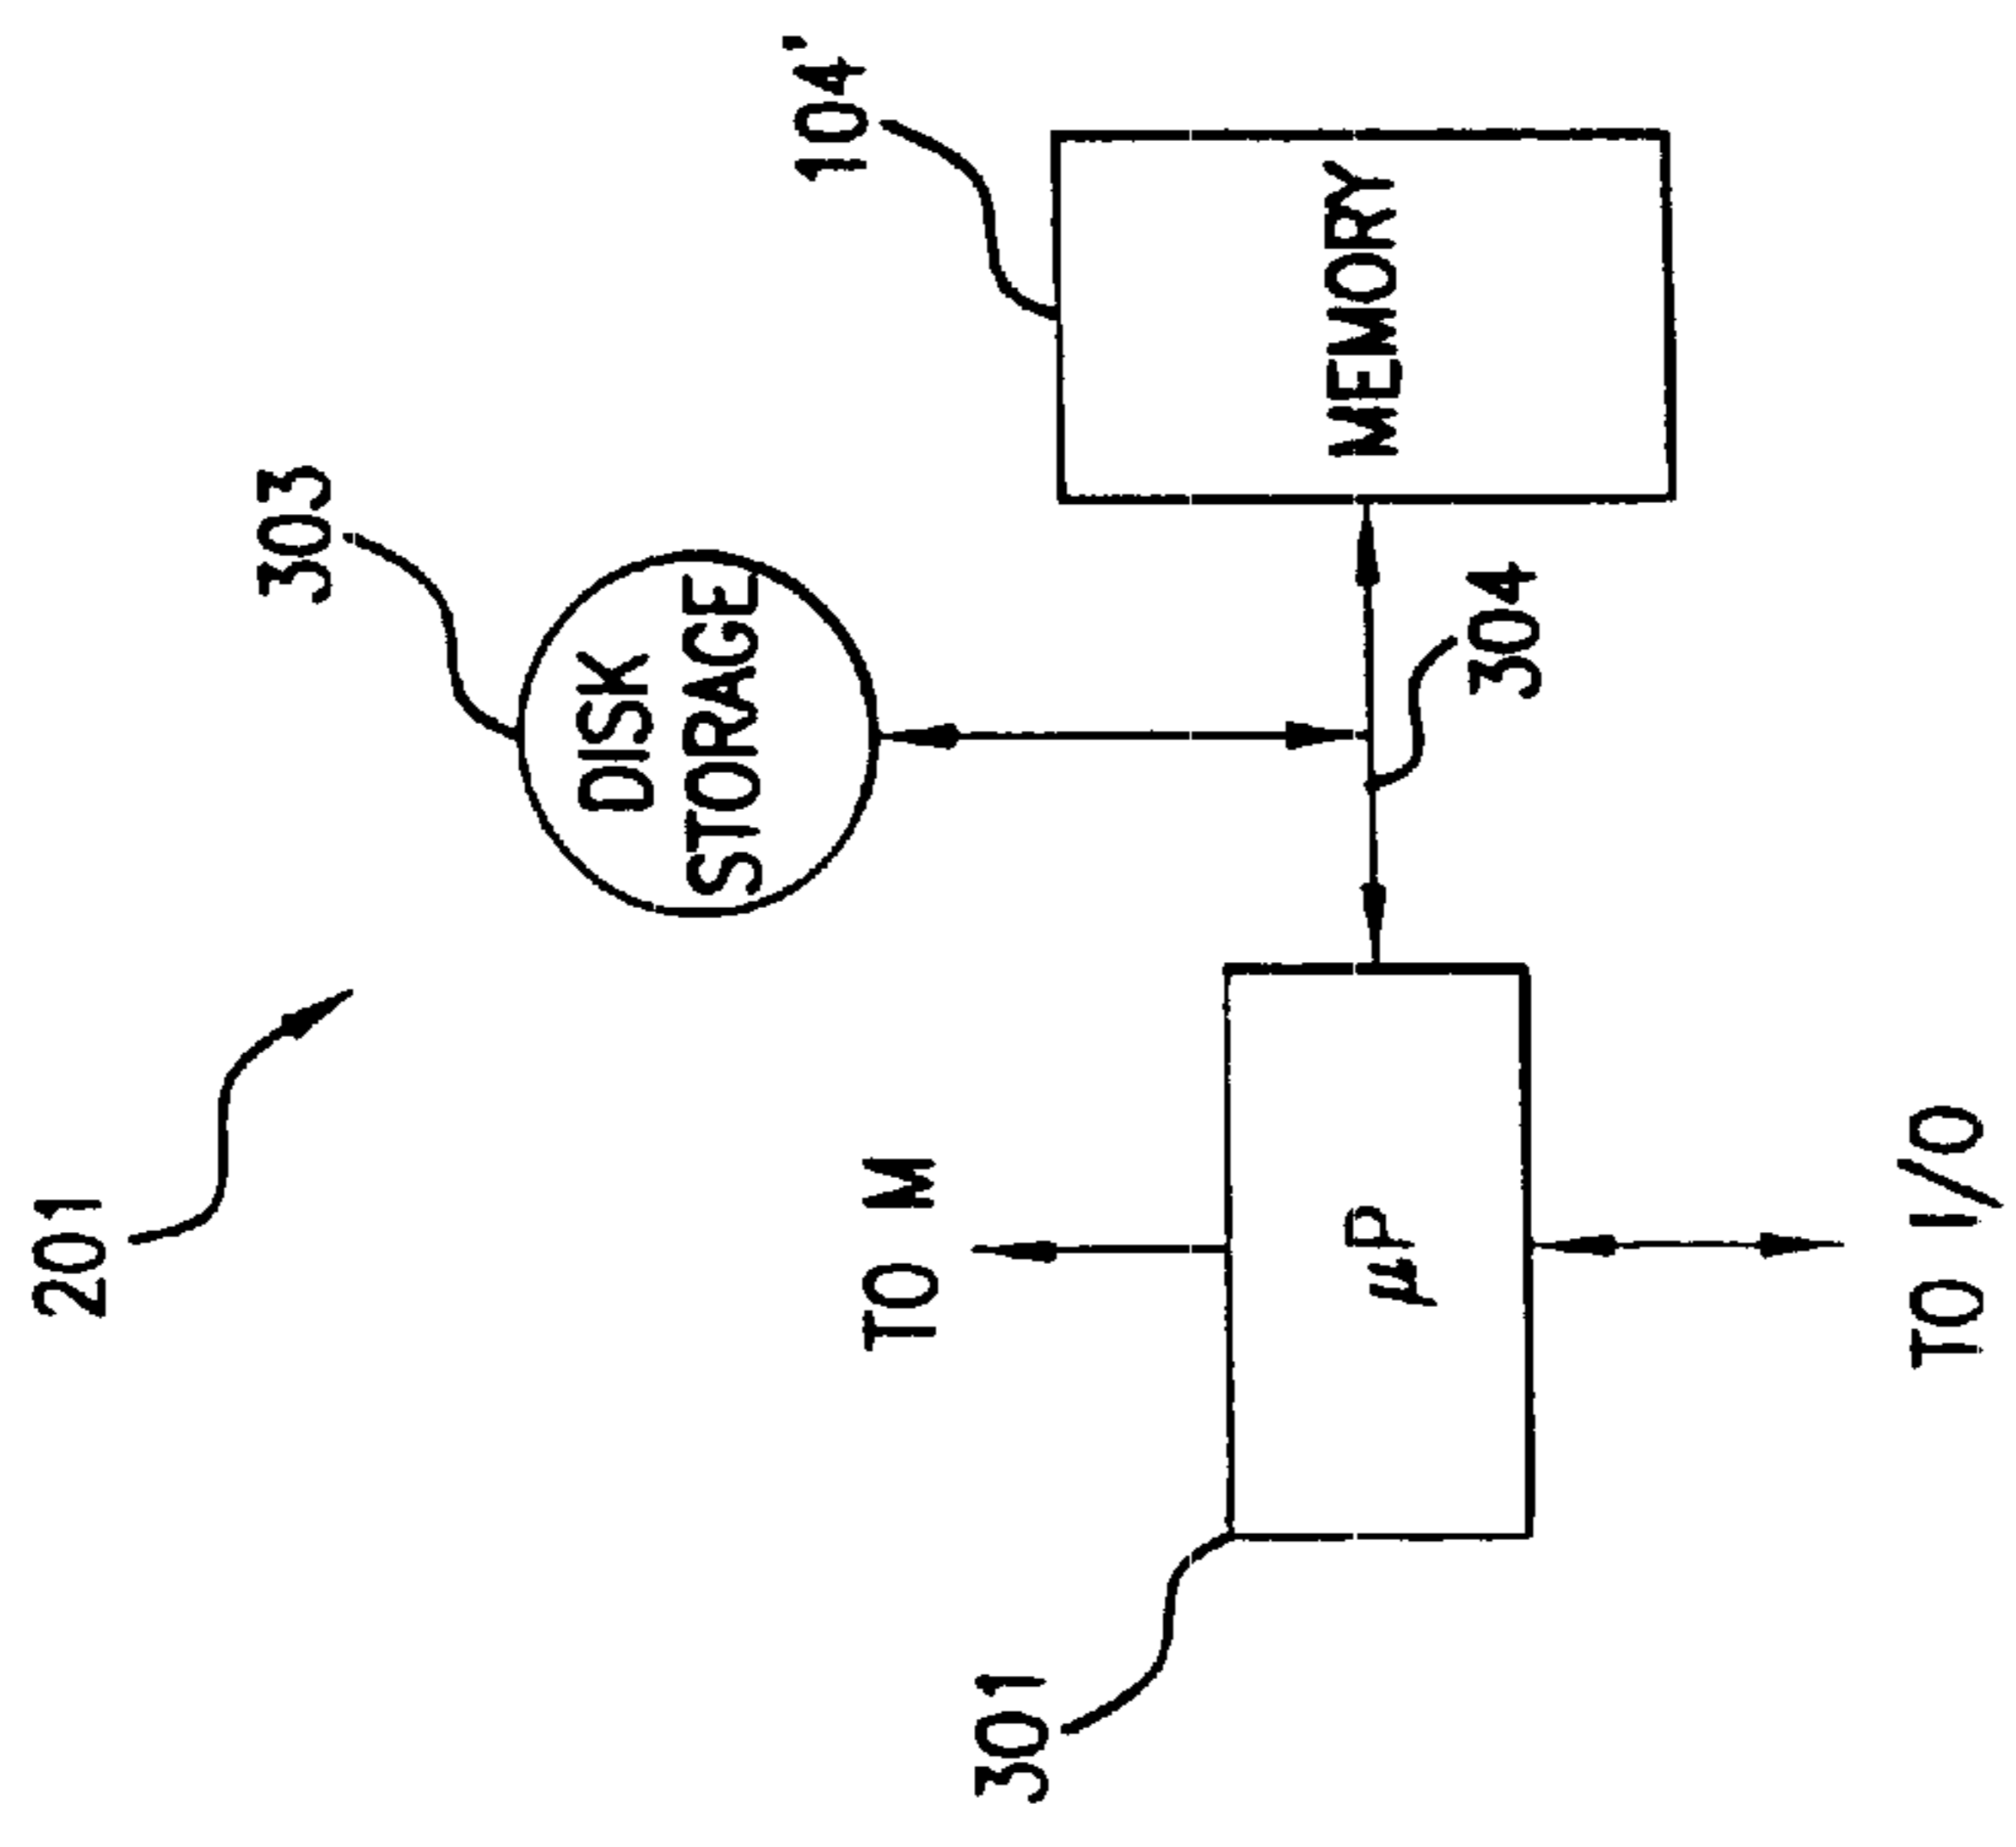 201
303
DISK
STORAGE
104'
TO M
301
μP
MEMORY
304
TO I/O